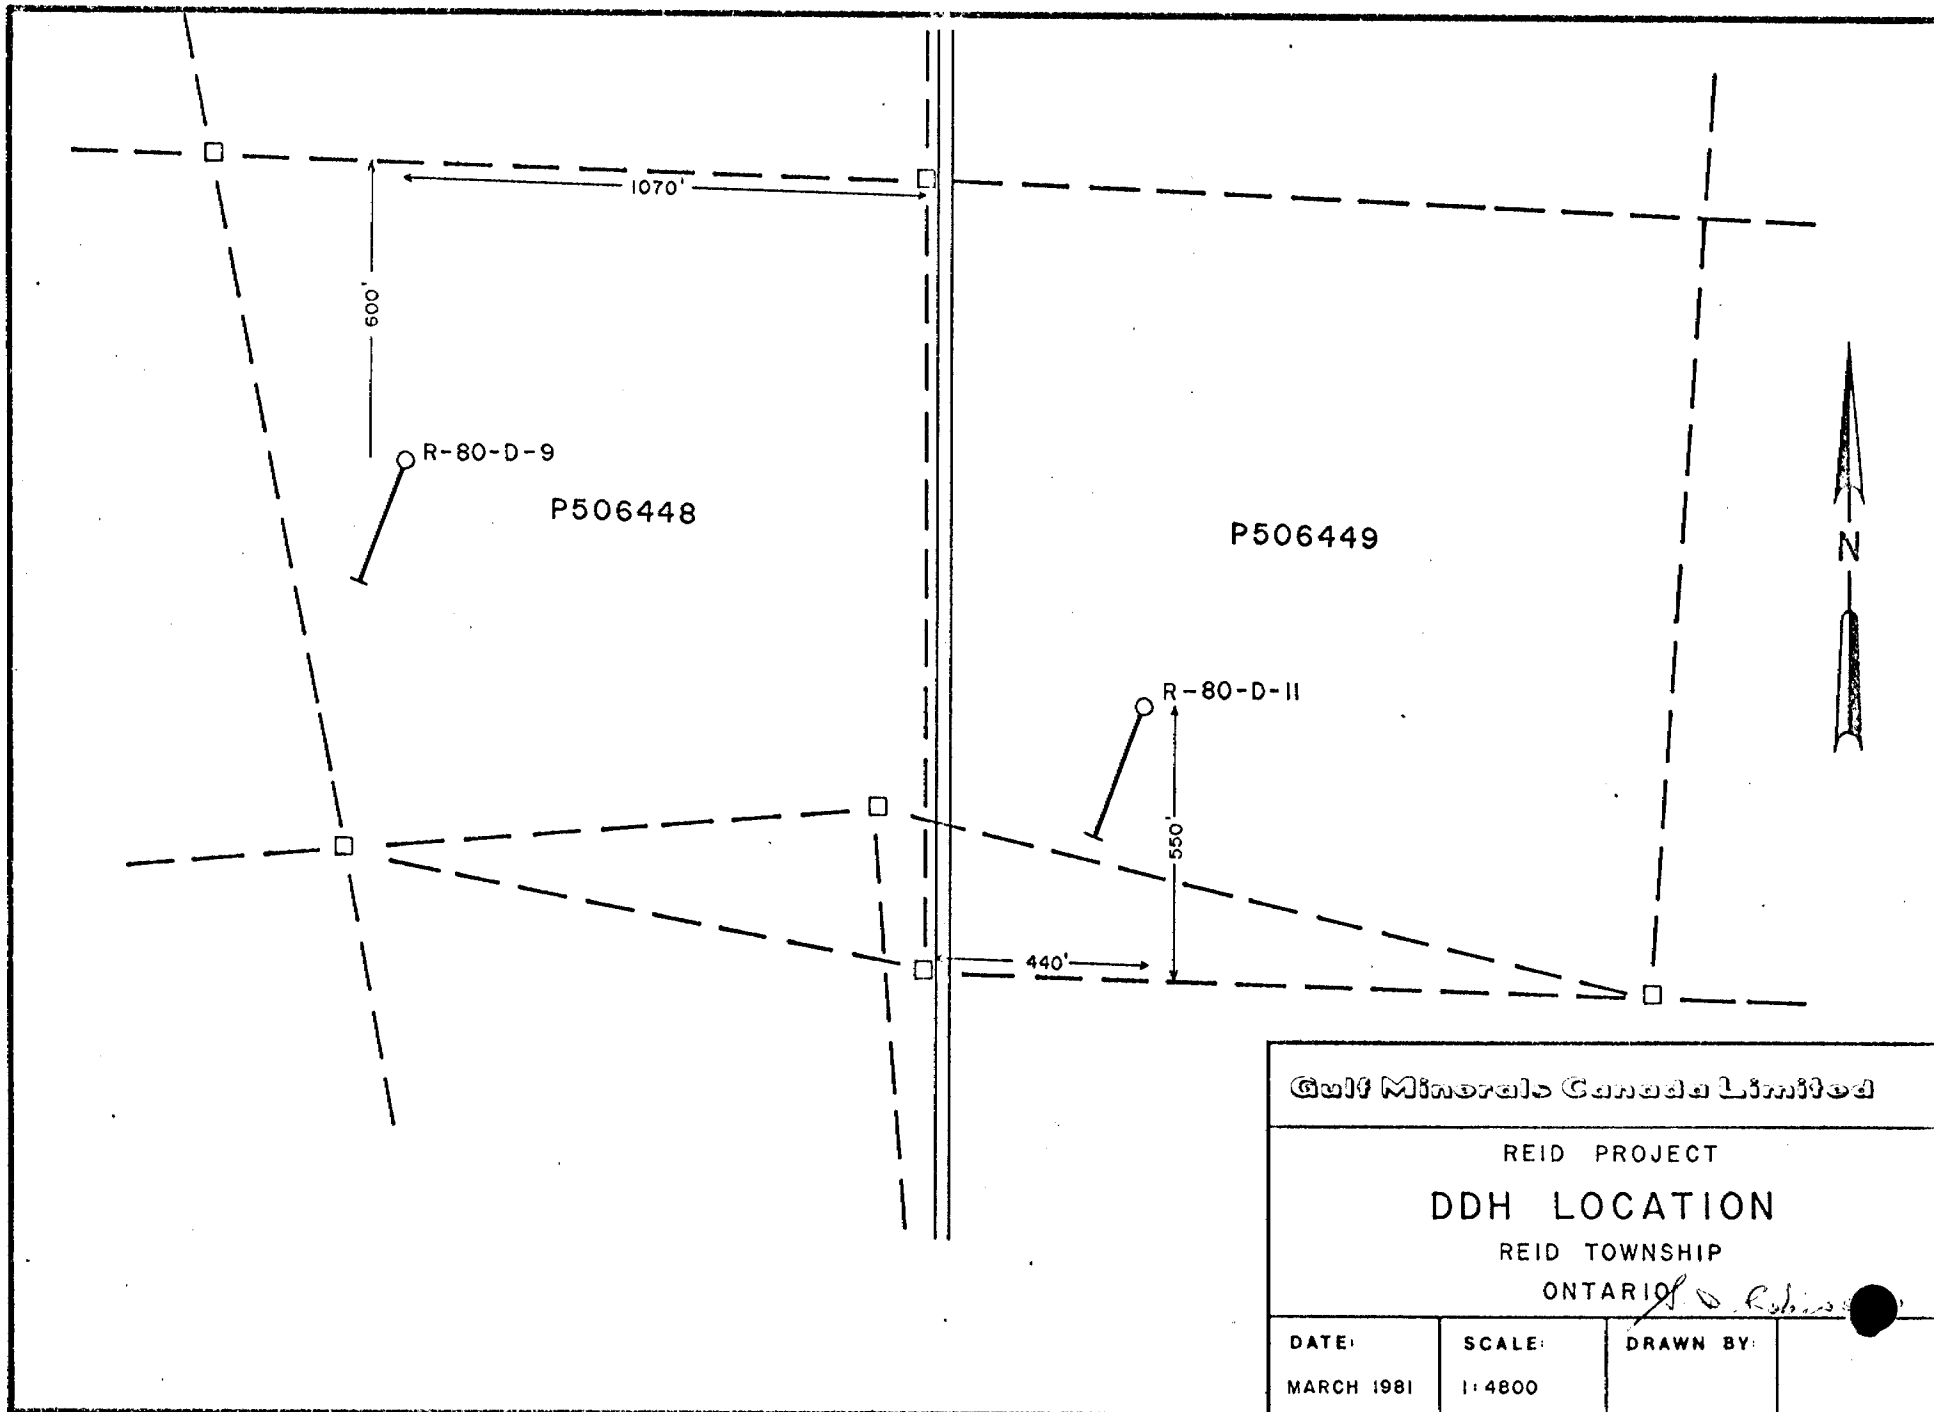 1070'
600'
R-80-D-9
P506448
P506449
N
R-80-D-11
550'
440'
Gulf Minerals Canada Limited
REID PROJECT
DDH LOCATION
REID TOWNSHIP
ONTARIO
DATE: SCALE: DRAWN BY:
MARCH 1981 1:4800